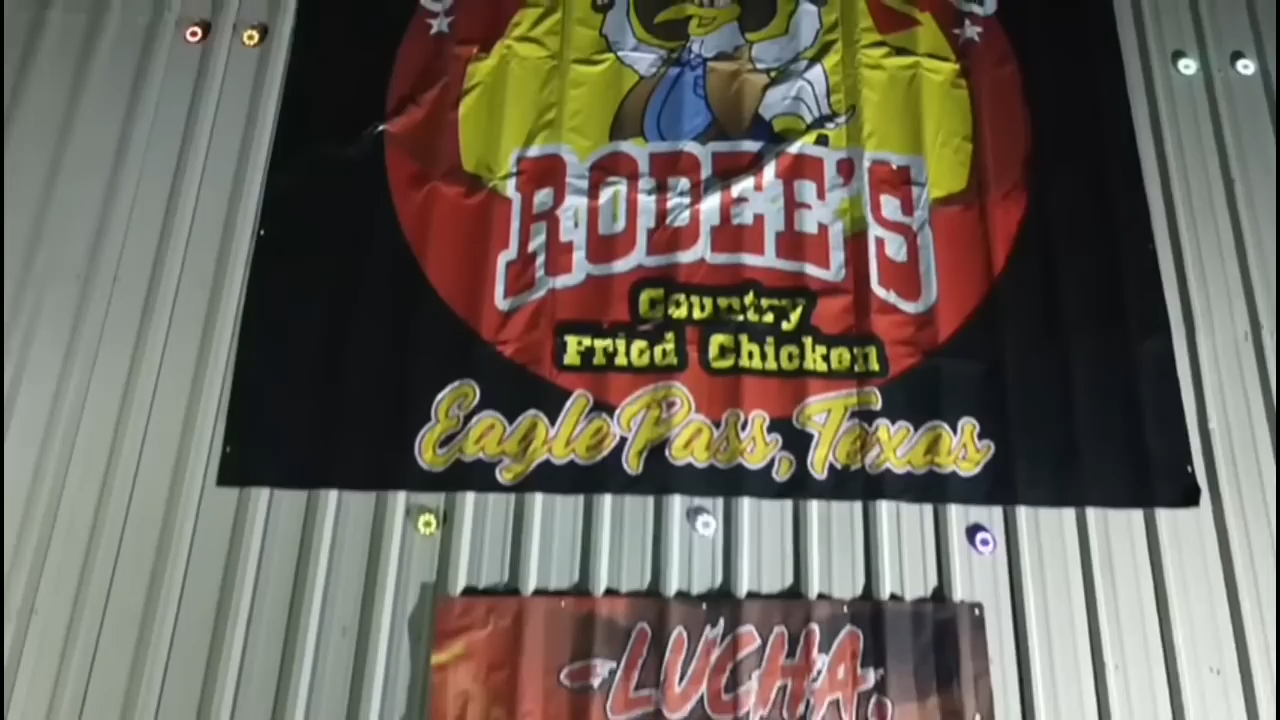 RODEE'S
Country
Fried Chicken
Eagle Pass, Texas
LUCHA